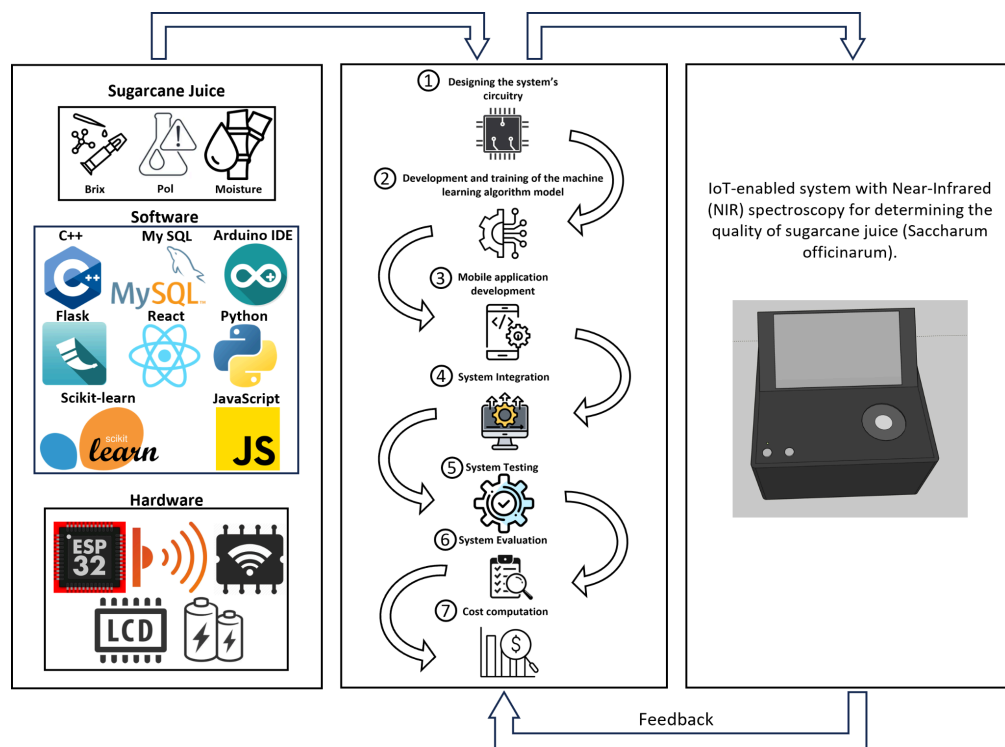 Sugarcane Juice
Brix
Pol
Moisture
Software
C++
My SQL
Arduino IDE
C++
MySQL™
Flask
React
Python
Scikit-learn
JavaScript
scikit
learn
JS
Hardware
ESP
32
LCD
1 Designing the system's
circuitry
2 Development and training of the machine
learning algorithm model
3 Mobile application
development
</>
4 System Integration
5 System Testing
6 System Evaluation
7 Cost computation
$
IoT-enabled system with Near-Infrared
(NIR) spectroscopy for determining the
quality of sugarcane juice (Saccharum
officinarum).
Feedback